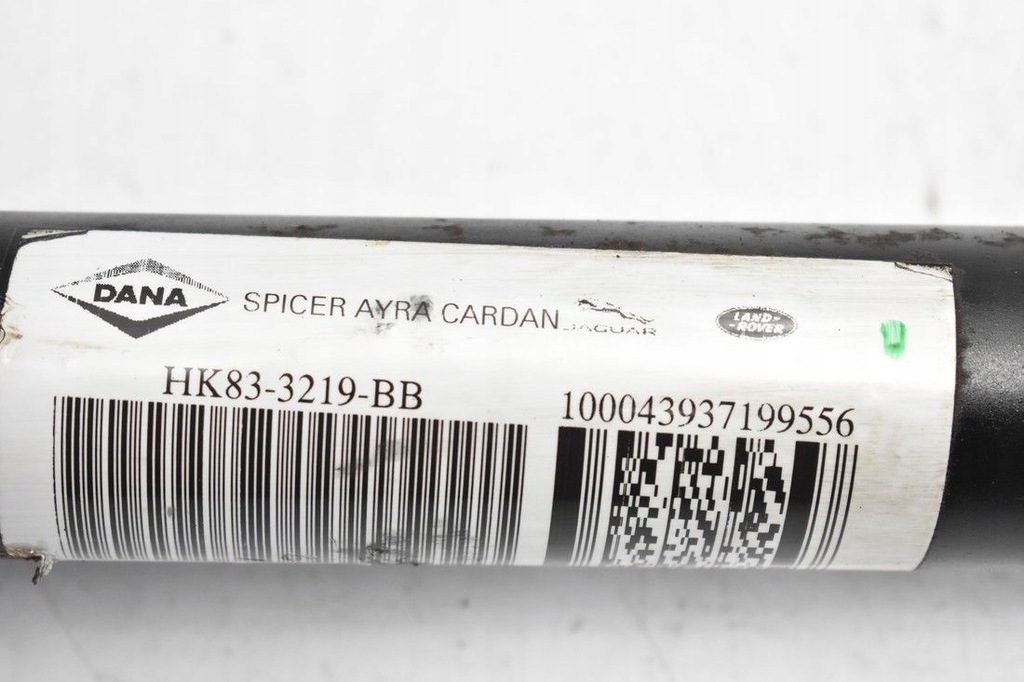 DANA SPICER AYRA CARDAN JAGUAR LAND-
-ROVER
HK83-3219-BB 100043937199556